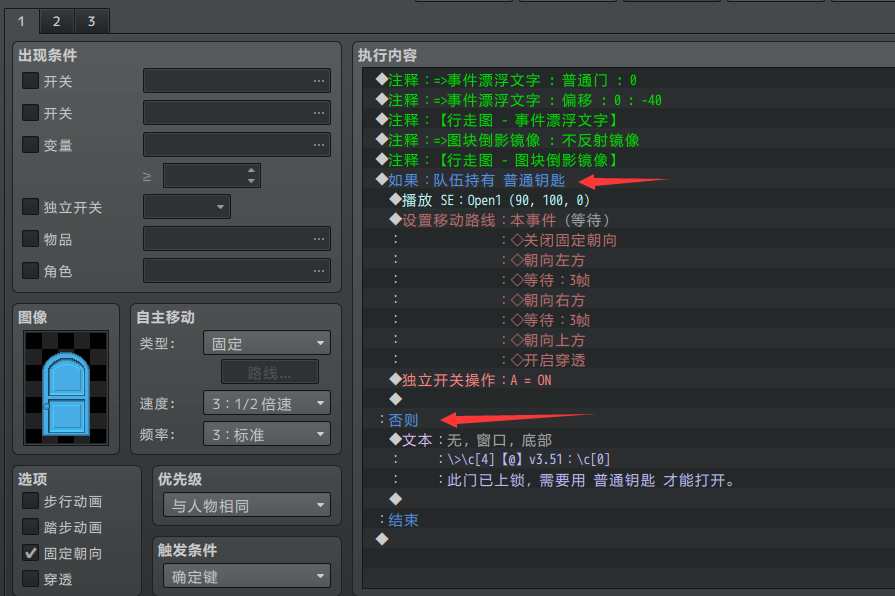 1 2 3
出现条件
开关
开关
变量
≥
独立开关
物品
角色
图像
自主移动
类型: 固定
路线...
速度: 3：1/2倍速
频率: 3：标准
选项
步行动画
踏步动画
固定朝向
穿透
优先级
与人物相同
触发条件
确定键
执行内容
◆注释：=>事件漂浮文字 : 普通门 : 0
◆注释：=>事件漂浮文字 : 偏移 : 0 : -40
◆注释：【行走图 - 事件漂浮文字】
◆注释：=>图块倒影镜像 : 不反射镜像
◆注释：【行走图 - 图块倒影镜像】
◆如果：队伍持有 普通钥匙
◆播放 SE：Open1 (90, 100, 0)
◆设置移动路线：本事件 (等待)
: ：◇关闭固定朝向
: ：◇朝向左方
: ：◇等待：3帧
: ：◇朝向右方
: ：◇等待：3帧
: ：◇朝向上方
: ：◇开启穿透
◆独立开关操作：A = ON
◆
：否则
◆文本：无, 窗口, 底部
: ：\>\c[4]【@】v3.51：\c[0]
: ：此门已上锁, 需要用 普通钥匙 才能打开。
◆
：结束
◆